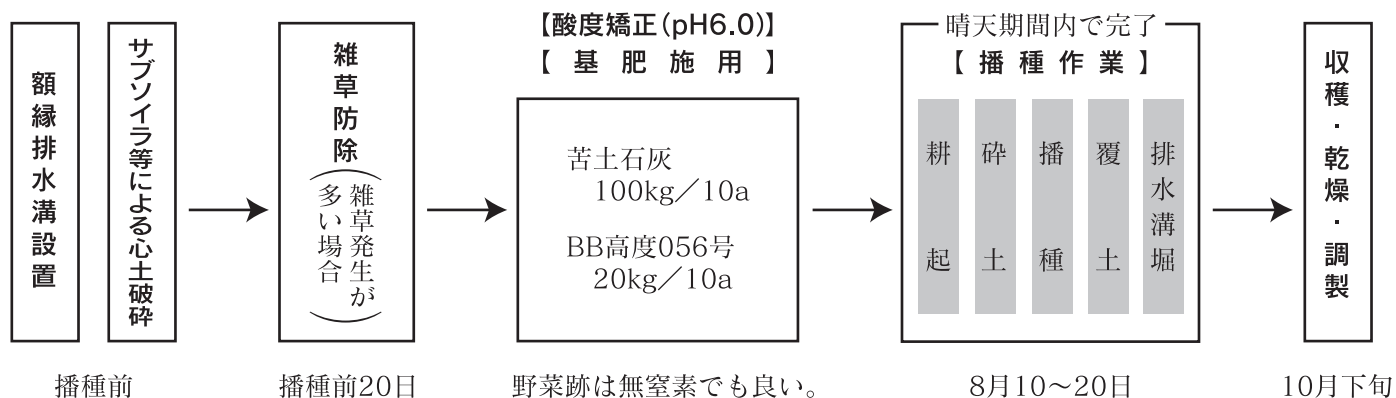 額縁排水溝設置
サブソイラ等による心土破砕
播種前
雑草防除
(雑草発生が
多い場合)
播種前20日
【酸度矯正(pH6.0)】
【基肥施用】
苦土石灰
100kg/10a
BB高度056号
20kg/10a
野菜跡は無窒素でも良い。
晴天期間内で完了
【播種作業】
耕起
砕土
播種
覆土
排水溝堀
8月10~20日
収穫・乾燥・調製
10月下旬